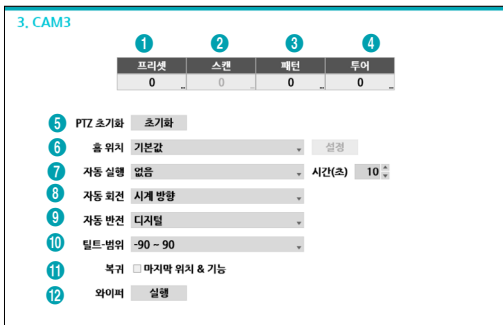 3. CAM3
1 2 3 4
프리셋 스캔 패턴 투어
0 ... 0 ... 0 ... 0 ...
5 PTZ 초기화 초기화
6 홈 위치 기본값 설정
7 자동 실행 없음 시간(초) 10
8 자동 회전 시계 방향
9 자동 반전 디지털
10 틸트-범위 -90 ~ 90
11 복귀 마지막 위치 & 기능
12 와이퍼 실행